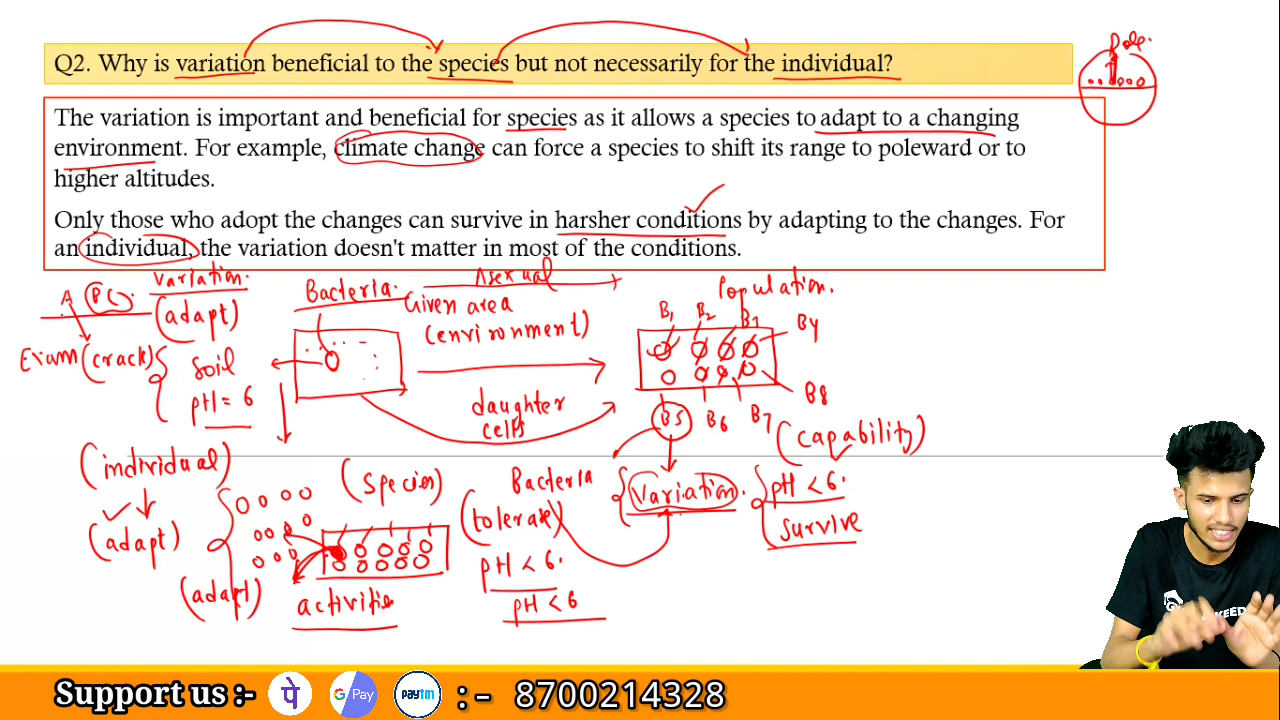 Pole.
Q2. Why is variation beneficial to the species but not necessarily for the individual?
The variation is important and beneficial for species as it allows a species to adapt to a changing
environment. For example, climate change can force a species to shift its range to poleward or to
higher altitudes.
Only those who adopt the changes can survive in harsher conditions by adapting to the changes. For
an individual, the variation doesn't matter in most of the conditions.
Variation.
(adapt)
A
Exam (crack)
Soil
pH = 6
Bacteria.
Asexual
Given area
(environment)
daughter
cells
Population.
B1 B2 B3 B4
B5 B6 B7 B8
(capability)
(individual)
(adapt)
(adapt)
(Species)
activities
Bacteria
(tolerate)
pH < 6.
pH < 6
Variation.
pH < 6.
Survive
Support us :-
पे
G Pay
paytm
: - 8700214328